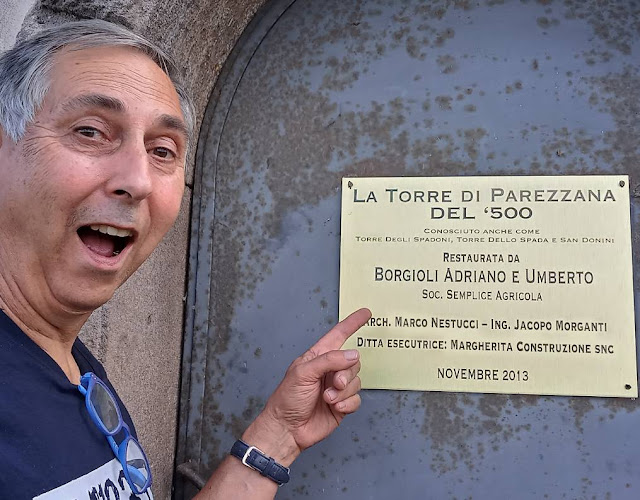 LA TORRE DI PAREZZANA
DEL '500
CONOSCIUTO ANCHE COME
TORRE DEGLI SPADONI, TORRE DELLO SPADA E SAN DONINI
RESTAURATA DA
BORGIOLI ADRIANO E UMBERTO
SOC. SEMPLICE AGRICOLA
ARCH. MARCO NESTUCCI – ING. JACOPO MORGANTI
DITTA ESECUTRICE: MARGHERITA CONSTRUZIONE SNC
NOVEMBRE 2013